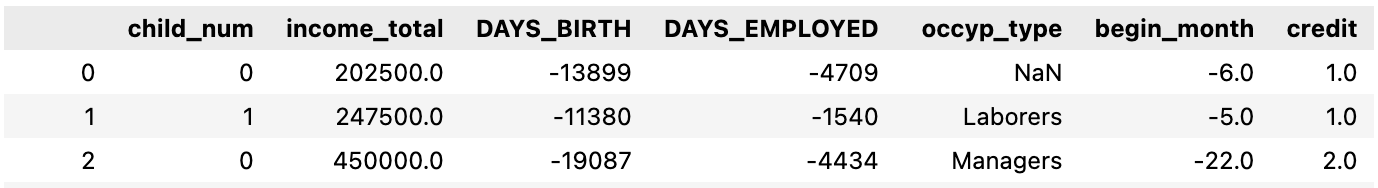 child_num income_total DAYS_BIRTH DAYS_EMPLOYED occyp_type begin_month credit
0 0 202500.0 -13899 -4709 NaN -6.0 1.0
1 1 247500.0 -11380 -1540 Laborers -5.0 1.0
2 0 450000.0 -19087 -4434 Managers -22.0 2.0